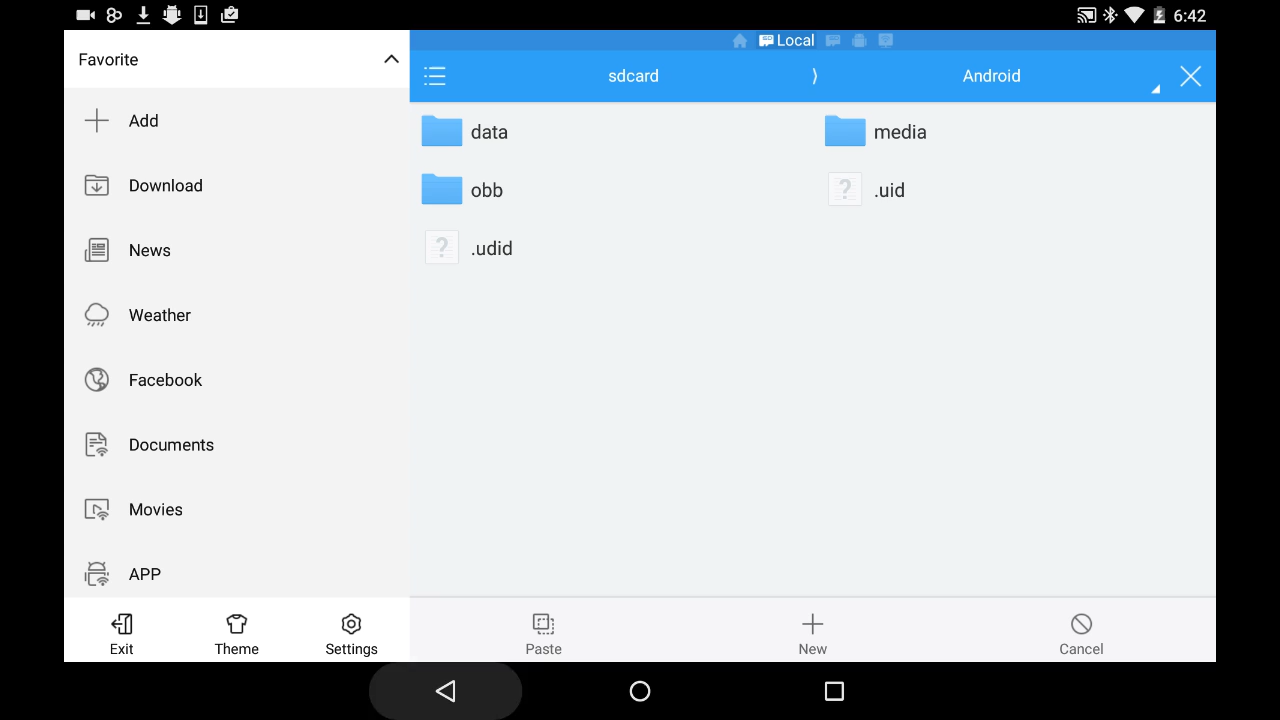 6:42
Favorite
Add
Download
News
Weather
Facebook
Documents
Movies
APP
Exit
Theme
Settings
Local
sdcard
Android
data
media
obb
.uid
.udid
Paste
New
Cancel